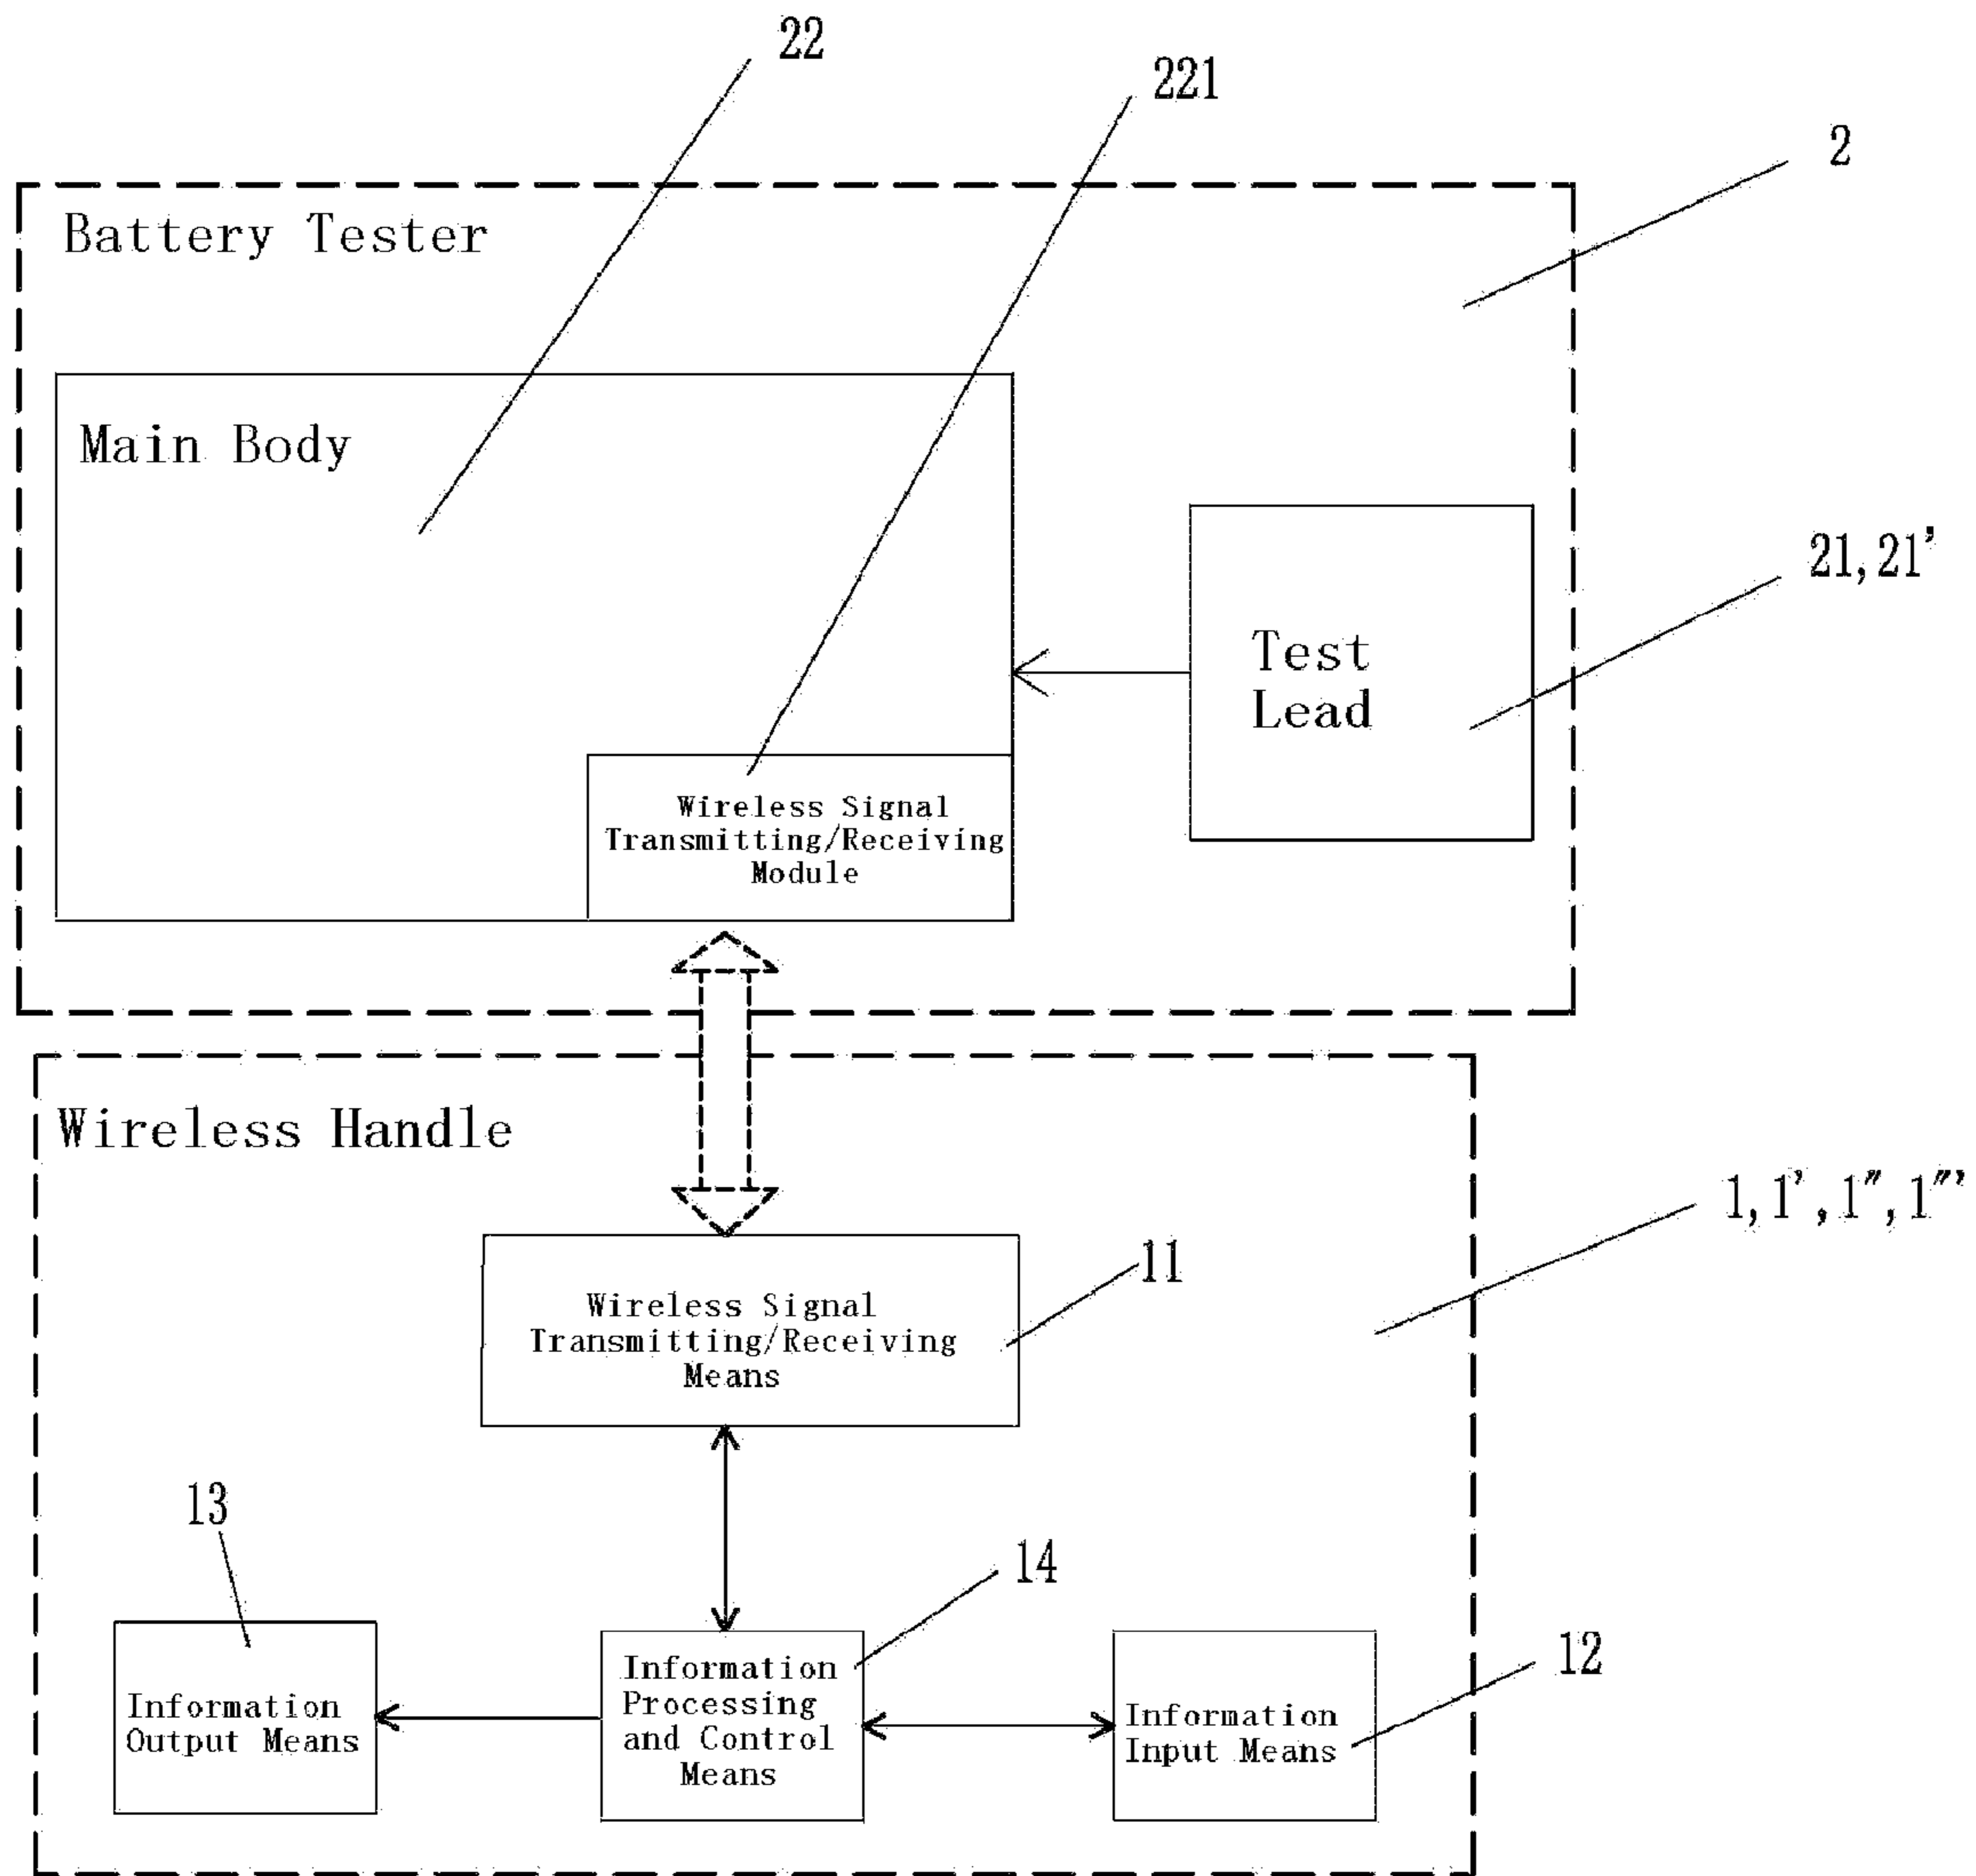 22
221
2
Battery Tester
Main Body
21,21'
Test
Lead
Wireless Signal
Transmitting/Receiving
Module
Wireless Handle
1,1',1",1"'
11
Wireless Signal
Transmitting/Receiving
Means
13
14
12
Information
Output Means
Information
Processing
and Control
Means
Information
Input Means